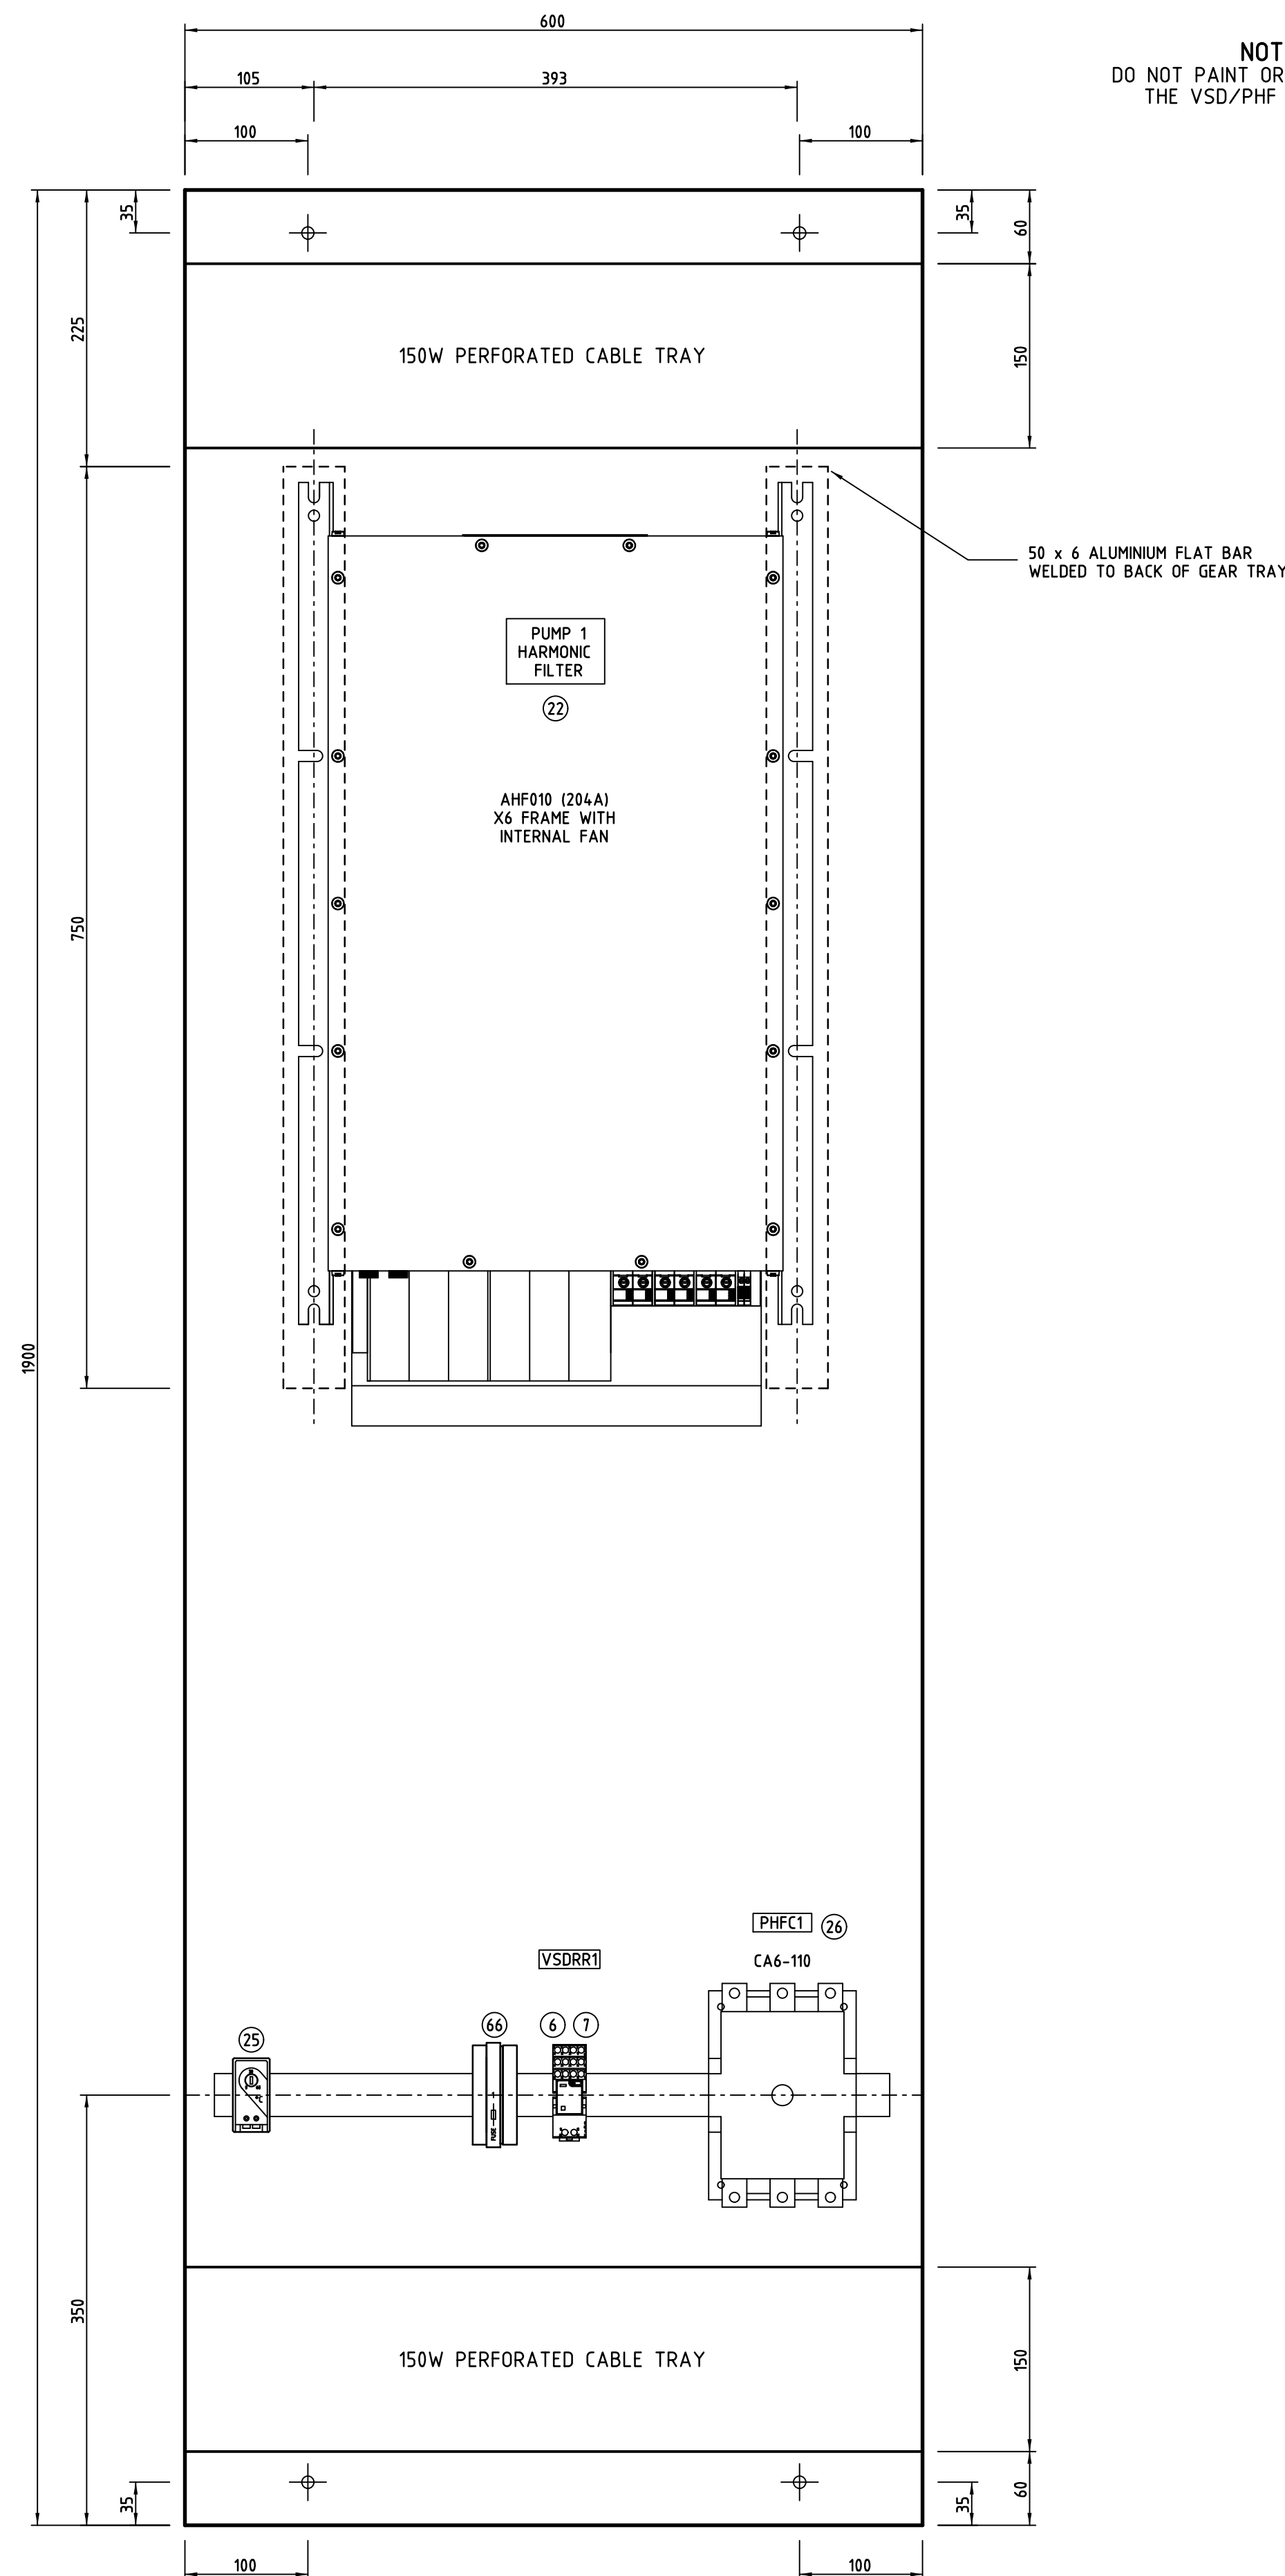 600
NOT
DO NOT PAINT OR
THE VSD/PHF
105
393
100
100
35
35
60
225
150
150W PERFORATED CABLE TRAY
50 x 6 ALUMINIUM FLAT BAR
WELDED TO BACK OF GEAR TRAY
PUMP 1
HARMONIC
FILTER
22
AHF010 (204A)
X6 FRAME WITH
INTERNAL FAN
750
1900
PHFC1
26
VSDRR1
CA6-110
25
66
6
7
°C
FUSE
350
150
150W PERFORATED CABLE TRAY
35
35
60
100
100